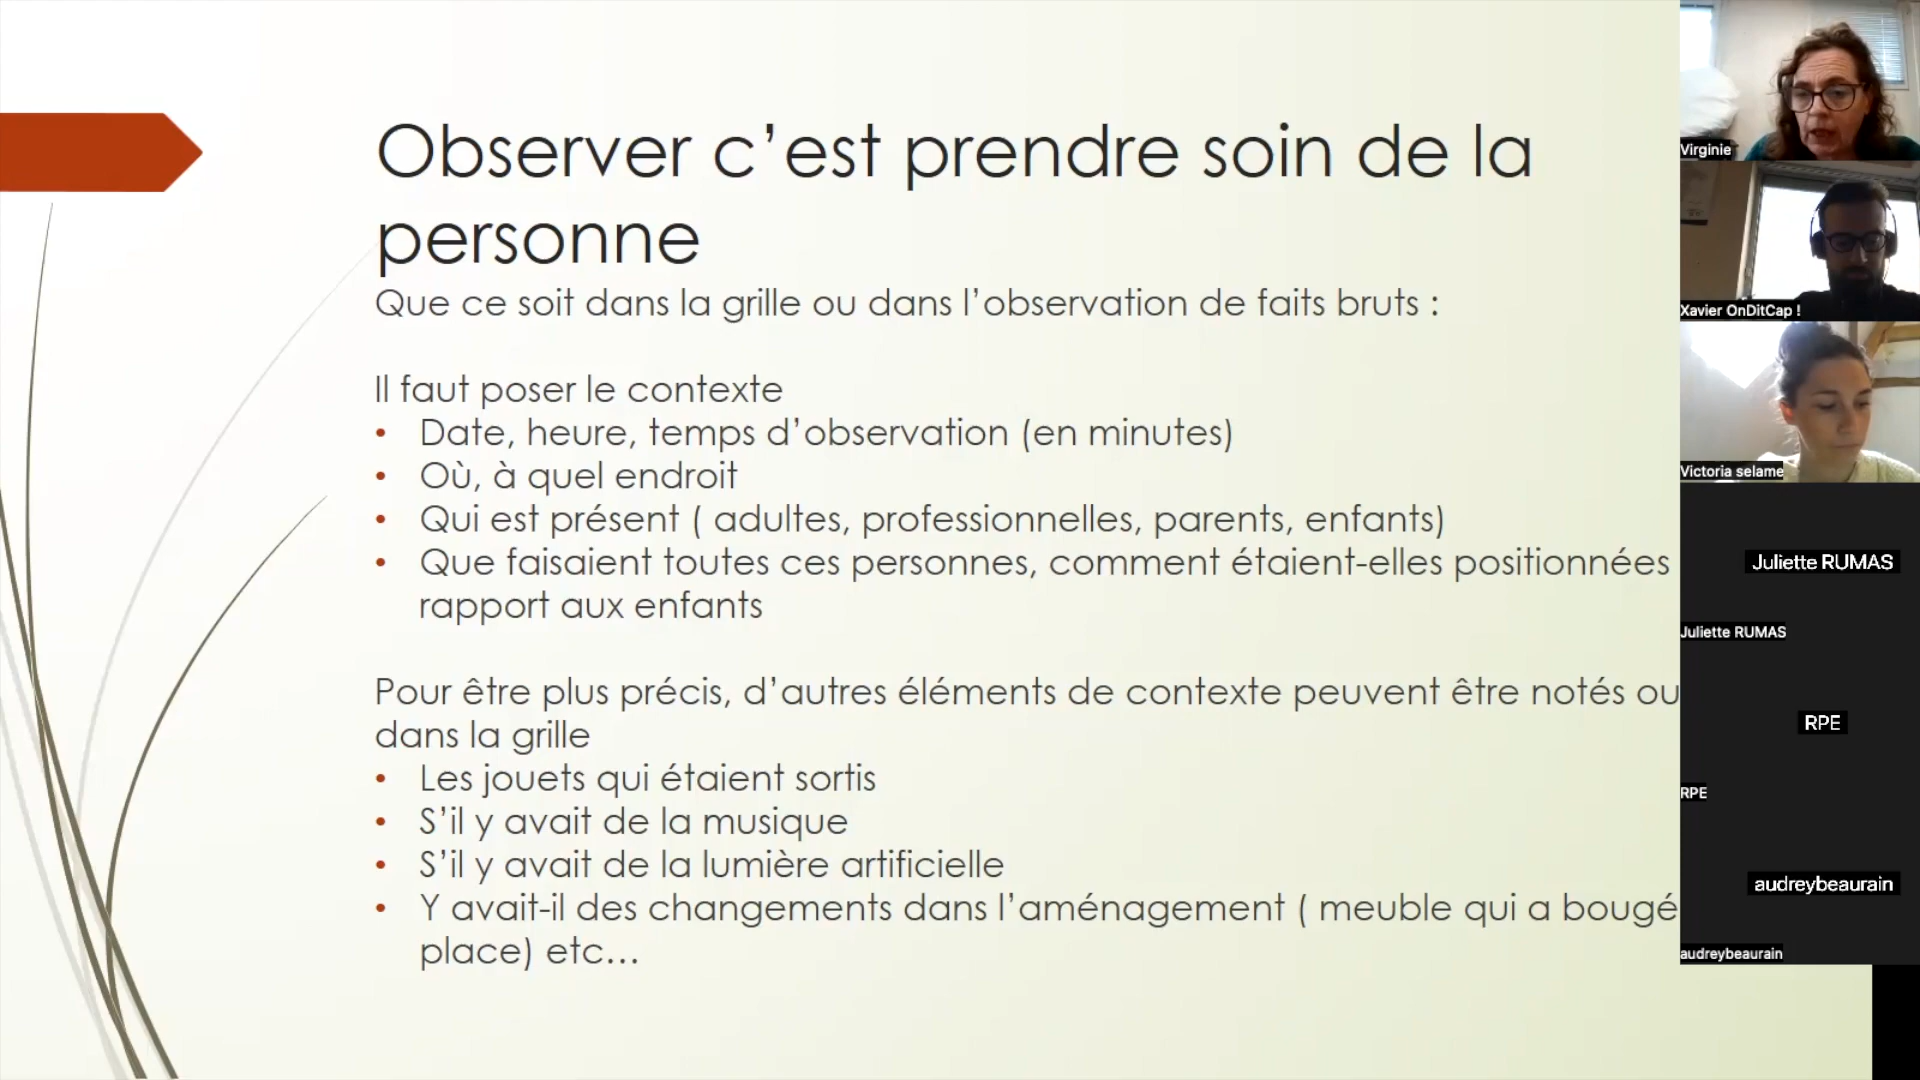 Observer c’est prendre soin de la
personne
Que ce soit dans la grille ou dans l’observation de faits bruts :
Il faut poser le contexte
• Date, heure, temps d’observation (en minutes)
• Où, à quel endroit
• Qui est présent ( adultes, professionnelles, parents, enfants)
• Que faisaient toutes ces personnes, comment étaient-elles positionnées
rapport aux enfants
Pour être plus précis, d’autres éléments de contexte peuvent être notés ou
dans la grille
• Les jouets qui étaient sortis
• S’il y avait de la musique
• S’il y avait de la lumière artificielle
• Y avait-il des changements dans l’aménagement ( meuble qui a bougé
place) etc…
Virginie
Xavier OnDitCap !
Victoria selame
Juliette RUMAS
Juliette RUMAS
RPE
RPE
audreybeaurain
audreybeaurain